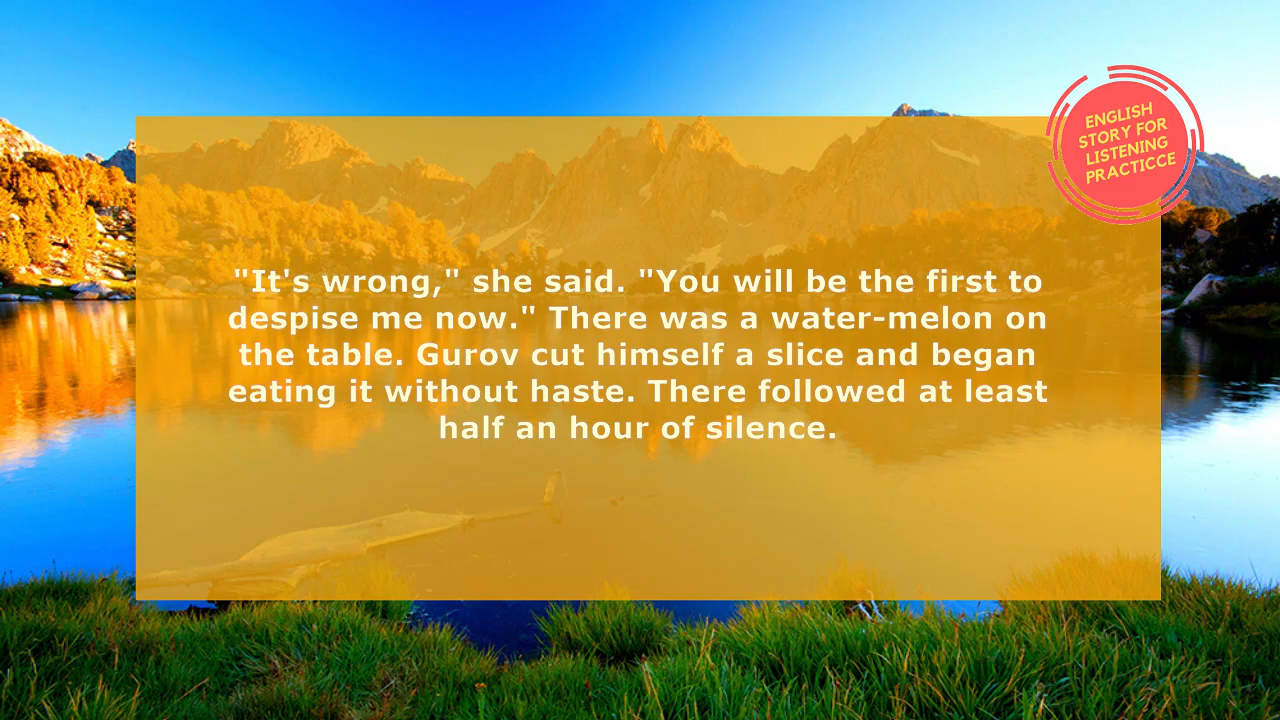 ENGLISH
STORY FOR
LISTENING
PRACTICCE
"It's wrong," she said. "You will be the first to
despise me now." There was a water-melon on
the table. Gurov cut himself a slice and began
eating it without haste. There followed at least
half an hour of silence.